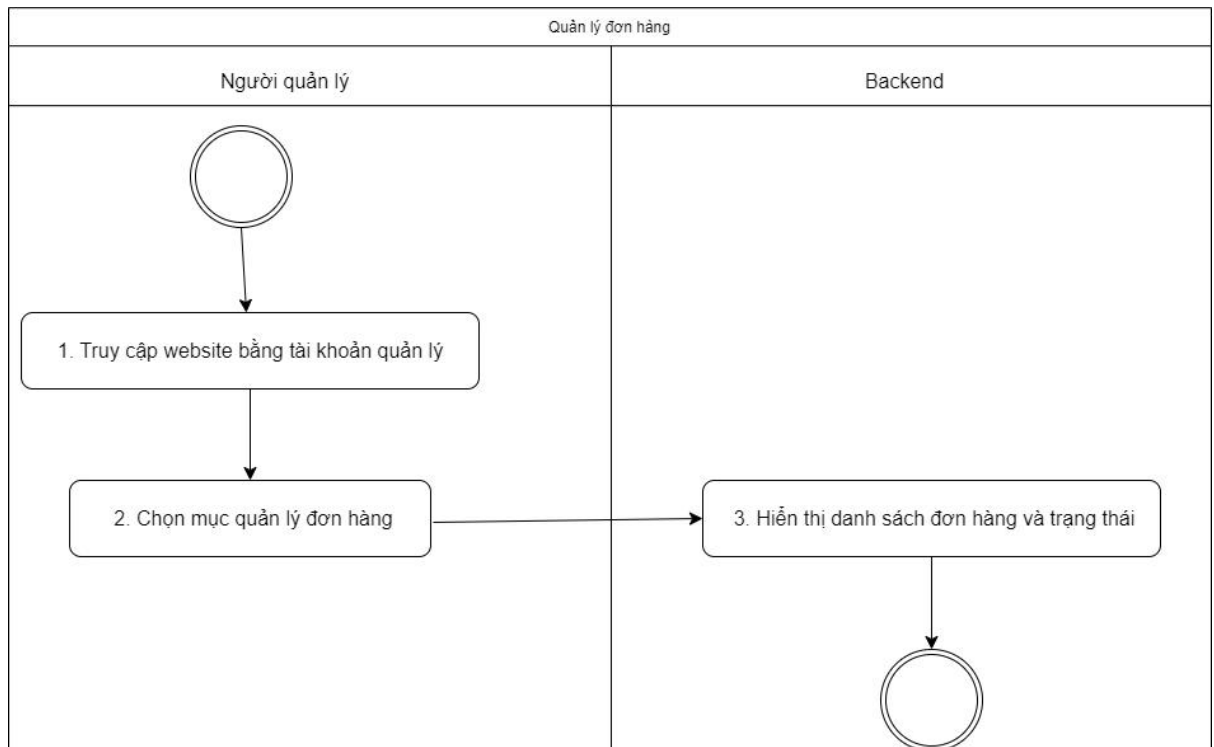 Quản lý đơn hàng
Người quản lý
Backend
1. Truy cập website bằng tài khoản quản lý
2. Chọn mục quản lý đơn hàng
3. Hiển thị danh sách đơn hàng và trạng thái